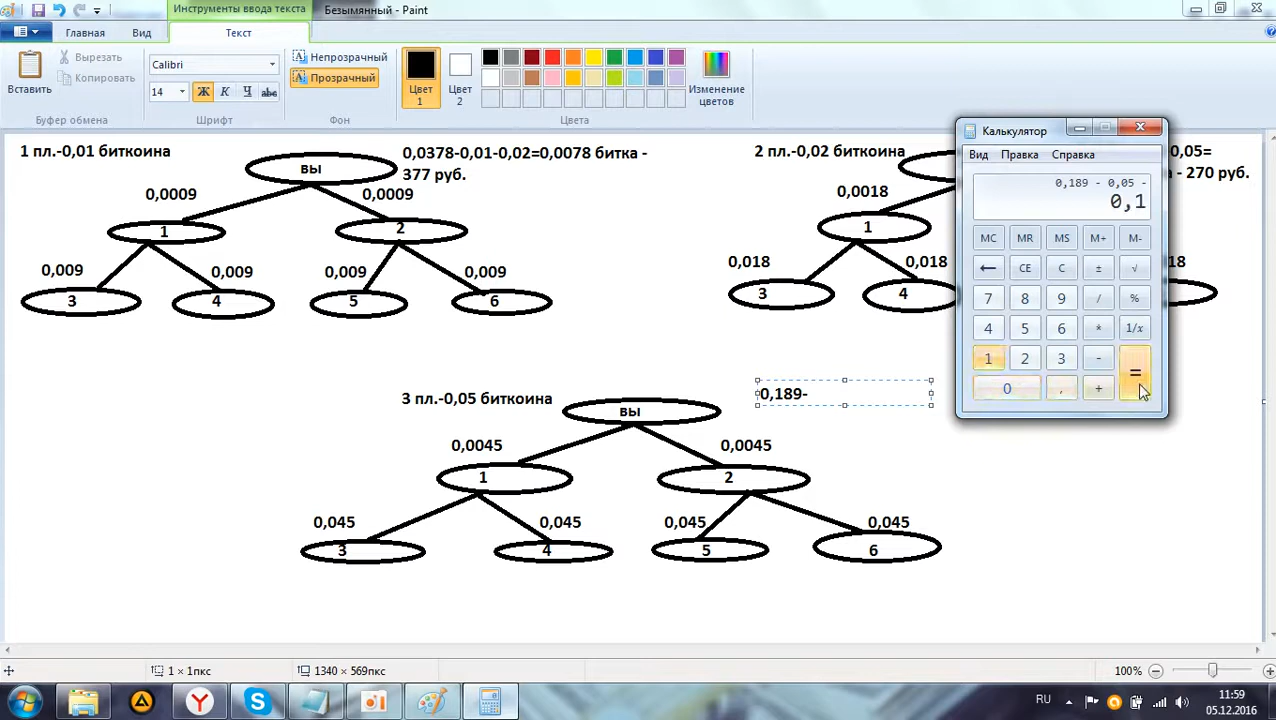 Инструменты ввода текста
Безымянный - Paint
Главная
Вид
Текст
Вставить
Вырезать
Копировать
Буфер обмена
Calibri
14
Ж К Ч abc
Шрифт
Непрозрачный
Прозрачный
Фон
Цвет
1
Цвет
2
Изменение
цветов
Цвета
1 пл.-0,01 биткоина
вы
0,0378-0,01-0,02=0,0078 битка -
377 руб.
0,0009
0,0009
1
2
0,009
0,009
0,009
0,009
3
4
5
6
2 пл.-0,02 биткоина
0,05=
а - 270 руб.
0,0018
1
0,018
0,018
18
3
4
3 пл.-0,05 биткоина
вы
0,189-
0,0045
0,0045
1
2
0,045
0,045
0,045
0,045
3
4
5
6
Калькулятор
Вид Правка Справка
0,189 - 0,05 -
0,1
MC MR MS M+ M-
← CE C ± √
7 8 9 / %
4 5 6 * 1/x
1 2 3 - =
0 , +
1 × 1пкс
1340 × 569пкс
100%
RU
11:59
05.12.2016